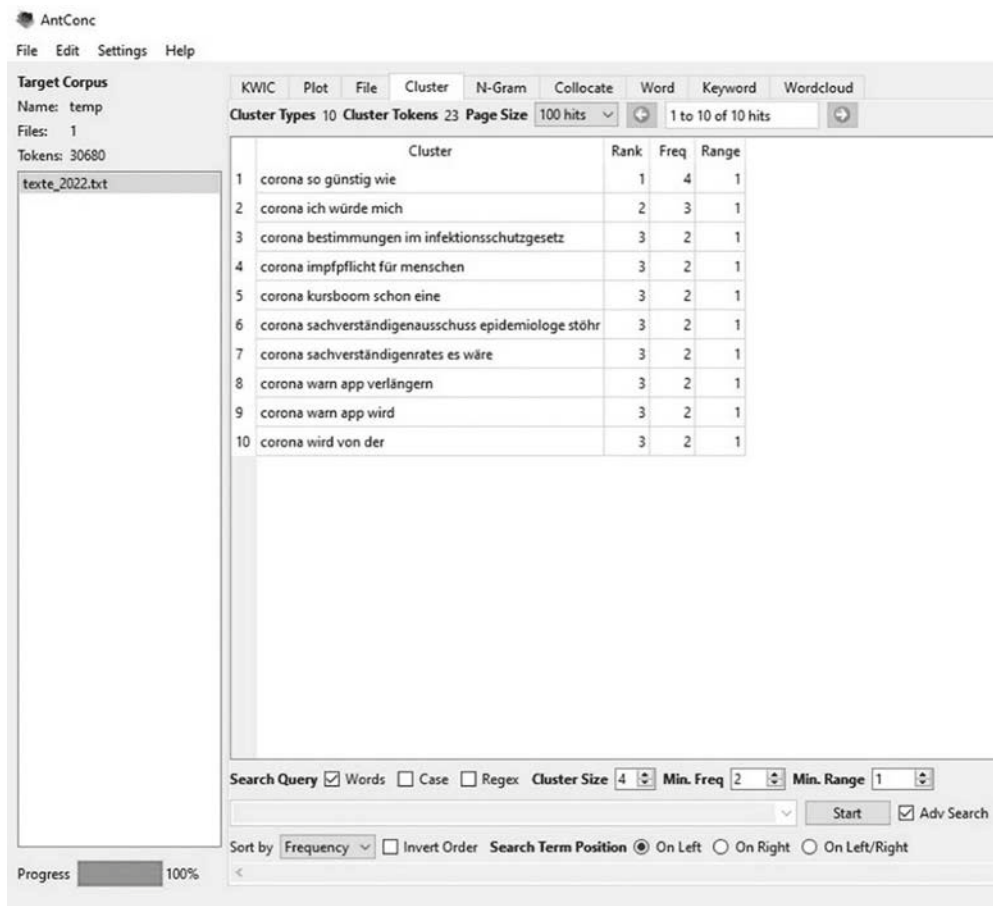 AntConc
File Edit Settings Help
Target Corpus
Name: temp
Files: 1
Tokens: 30680
texte_2022.txt
Progress 100%
KWIC Plot File Cluster N-Gram Collocate Word Keyword Wordcloud
Cluster Types 10 Cluster Tokens 23 Page Size 100 hits 1 to 10 of 10 hits
Cluster Rank Freq Range
1 corona so günstig wie 1 4 1
2 corona ich würde mich 2 3 1
3 corona bestimmungen im infektionsschutzgesetz 3 2 1
4 corona impfpflicht für menschen 3 2 1
5 corona kursboom schon eine 3 2 1
6 corona sachverständigenausschuss epidemiologe stöhr 3 2 1
7 corona sachverständigenrates es wäre 3 2 1
8 corona warn app verlängern 3 2 1
9 corona warn app wird 3 2 1
10 corona wird von der 3 2 1
Search Query Words Case Regex Cluster Size 4 Min. Freq 2 Min. Range 1
Start Adv Search
Sort by Frequency Invert Order Search Term Position On Left On Right On Left/Right